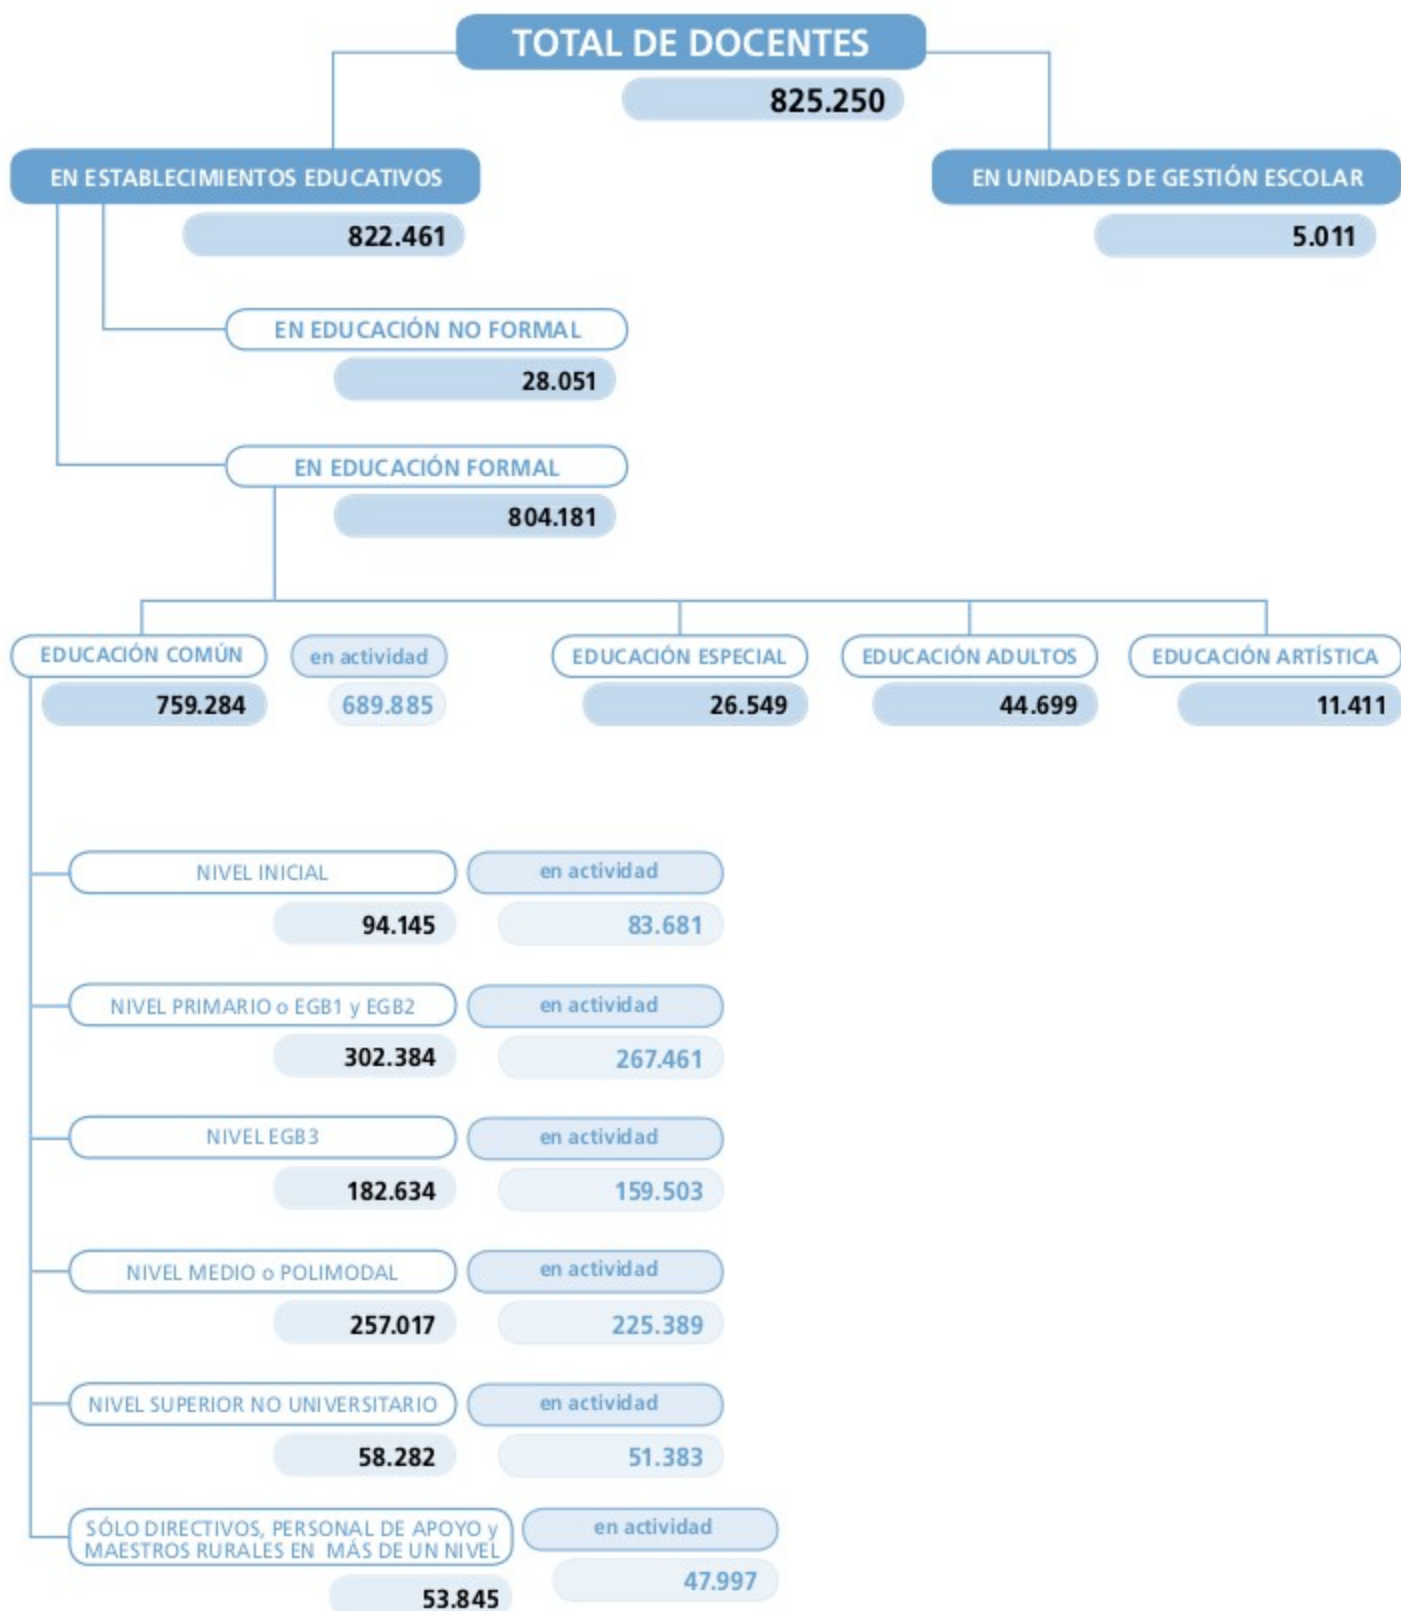 TOTAL DE DOCENTES
825.250
EN ESTABLECIMIENTOS EDUCATIVOS
822.461
EN UNIDADES DE GESTIÓN ESCOLAR
5.011
EN EDUCACIÓN NO FORMAL
28.051
EN EDUCACIÓN FORMAL
804.181
EDUCACIÓN COMÚN
759.284
en actividad
689.885
EDUCACIÓN ESPECIAL
26.549
EDUCACIÓN ADULTOS
44.699
EDUCACIÓN ARTÍSTICA
11.411
NIVEL INICIAL
94.145
en actividad
83.681
NIVEL PRIMARIO o EGB1 y EGB2
302.384
en actividad
267.461
NIVEL EGB3
182.634
en actividad
159.503
NIVEL MEDIO o POLIMODAL
257.017
en actividad
225.389
NIVEL SUPERIOR NO UNIVERSITARIO
58.282
en actividad
51.383
SÓLO DIRECTIVOS, PERSONAL DE APOYO y
MAESTROS RURALES EN MÁS DE UN NIVEL
53.845
en actividad
47.997